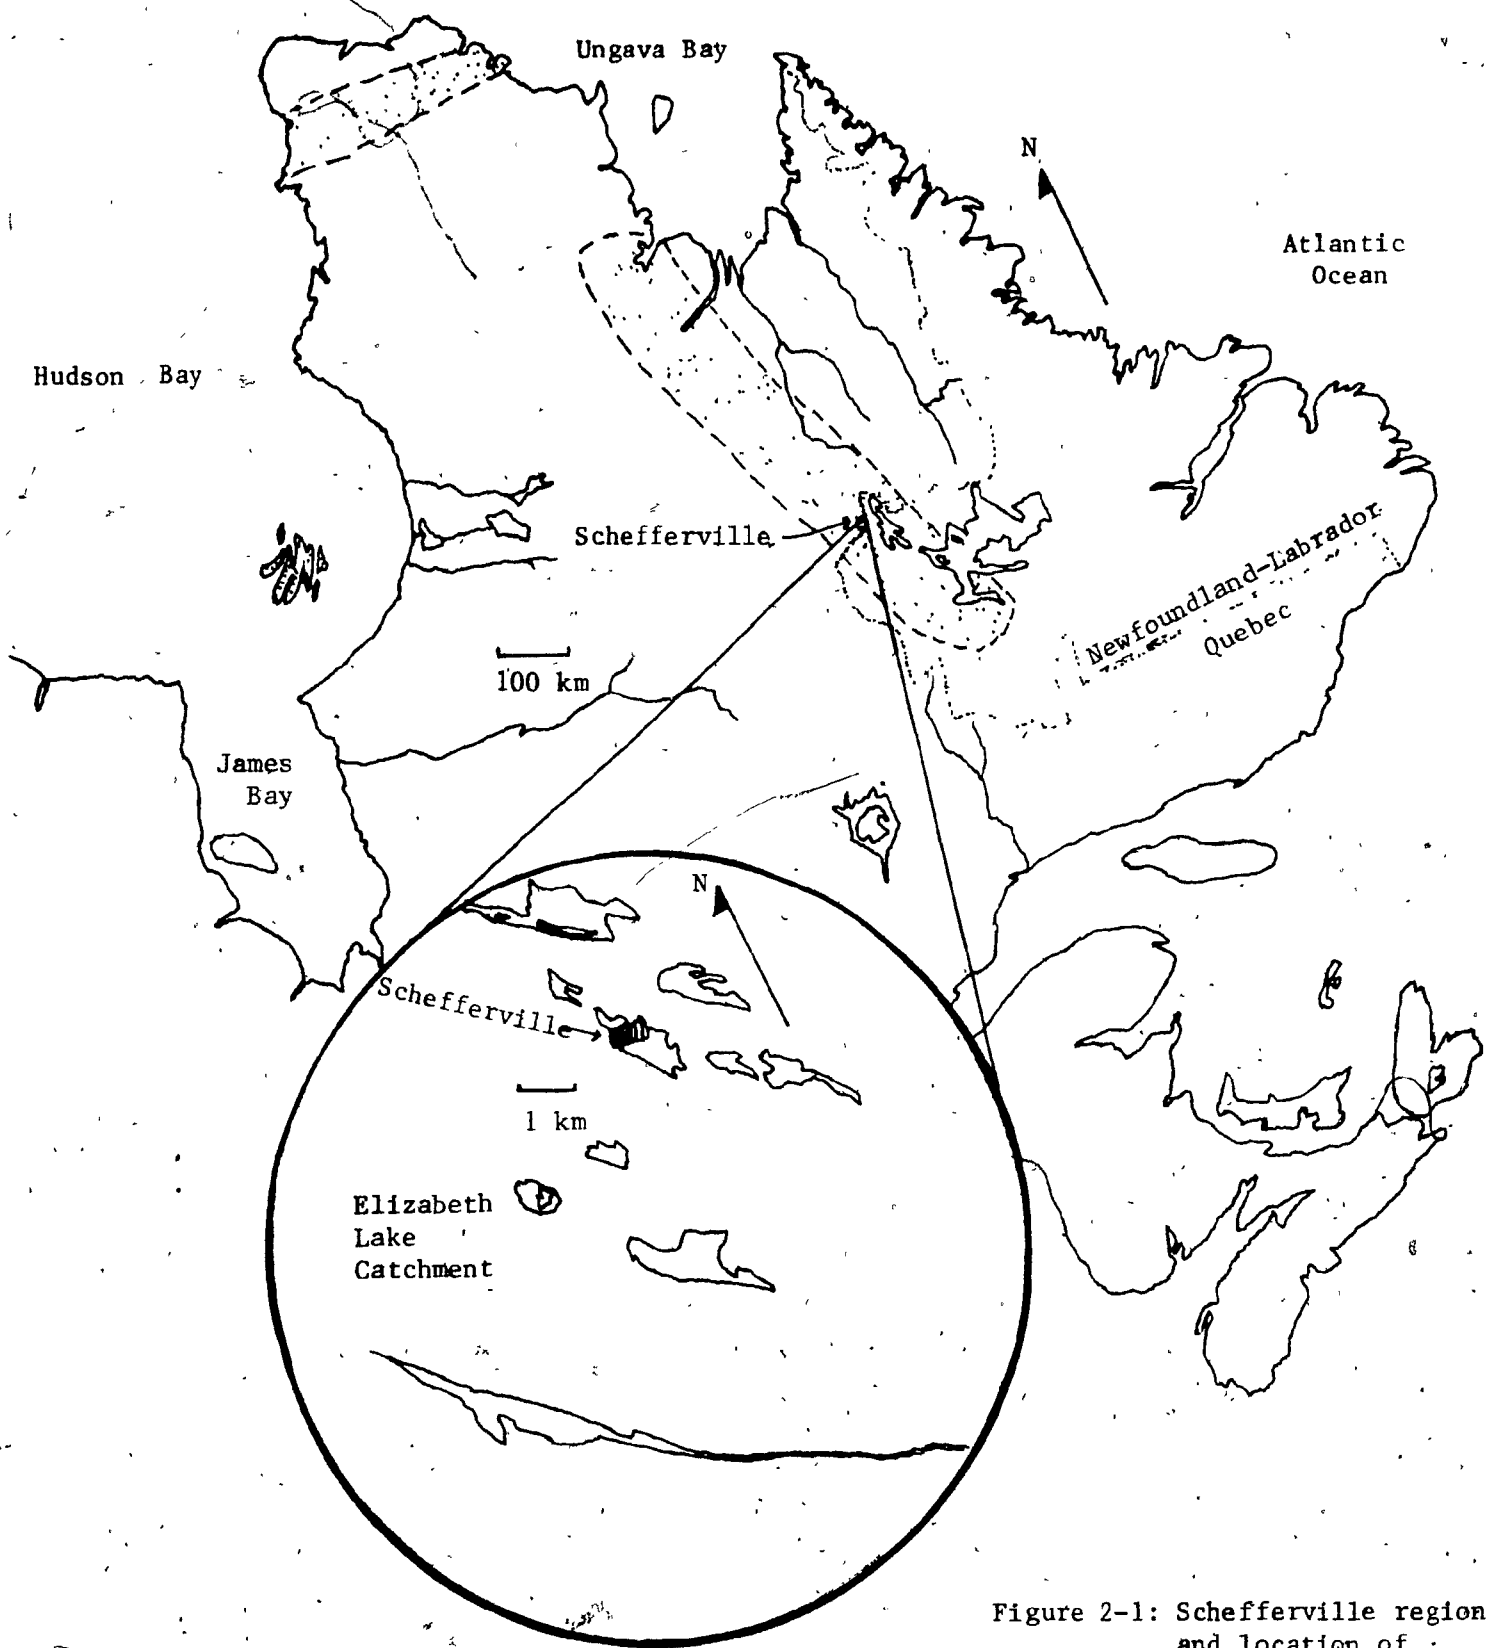 Ungava Bay
N
Atlantic
Ocean
Hudson Bay
Schefferville
Newfoundland-Labrador
Quebec
100 km
James
Bay
N
Schefferville
1 km
Elizabeth
Lake
Catchment
Figure 2-1: Schefferville region
and location of